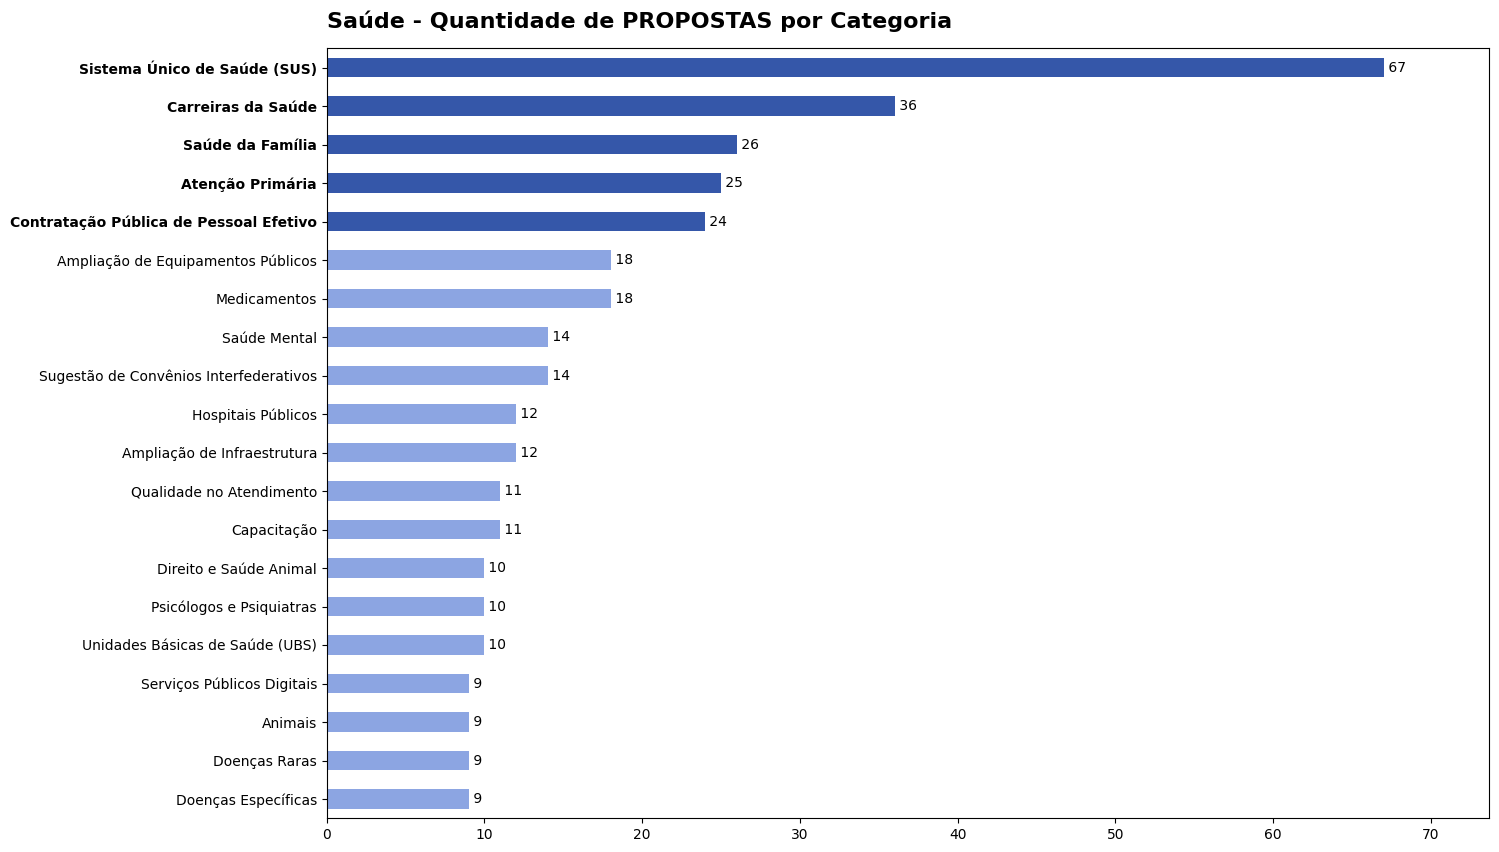 Saúde - Quantidade de PROPOSTAS por Categoria
Sistema Único de Saúde (SUS) 67
Carreiras da Saúde 36
Saúde da Família 26
Atenção Primária 25
Contratação Pública de Pessoal Efetivo 24
Ampliação de Equipamentos Públicos 18
Medicamentos 18
Saúde Mental 14
Sugestão de Convênios Interfederativos 14
Hospitais Públicos 12
Ampliação de Infraestrutura 12
Qualidade no Atendimento 11
Capacitação 11
Direito e Saúde Animal 10
Psicólogos e Psiquiatras 10
Unidades Básicas de Saúde (UBS) 10
Serviços Públicos Digitais 9
Animais 9
Doenças Raras 9
Doenças Específicas 9
0 10 20 30 40 50 60 70